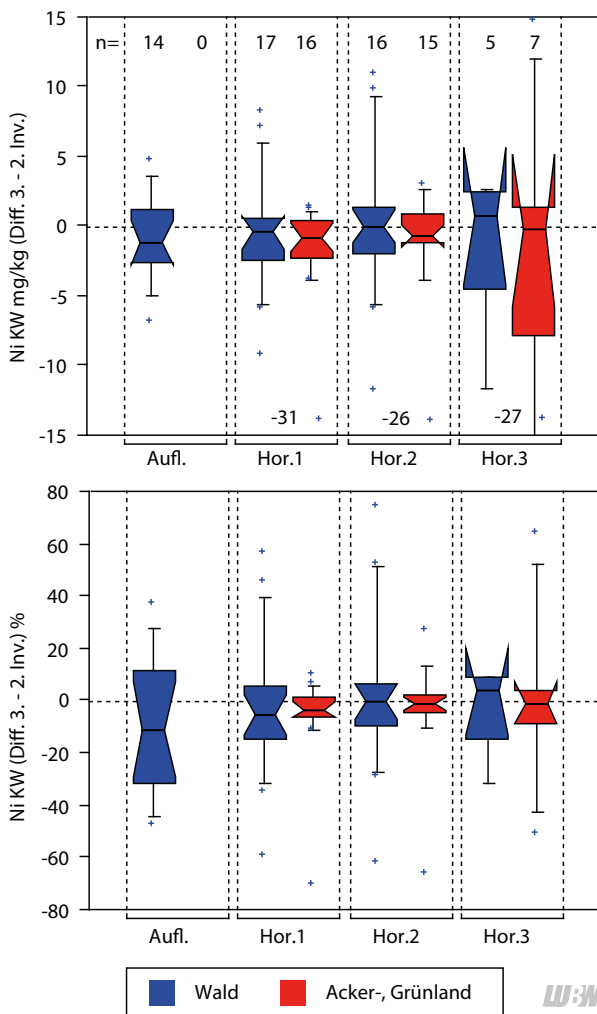 Ni KW mg/kg (Diff. 3. - 2. Inv.)
15
10
5
0
-5
-10
-15
n= 14 0 17 16 16 15 5 7
-31 -26 -27
Aufl. Hor.1 Hor.2 Hor.3
Ni KW (Diff. 3. - 2. Inv.) %
80
60
40
20
0
-20
-40
-60
-80
Aufl. Hor.1 Hor.2 Hor.3
Wald Acker-, Grünland